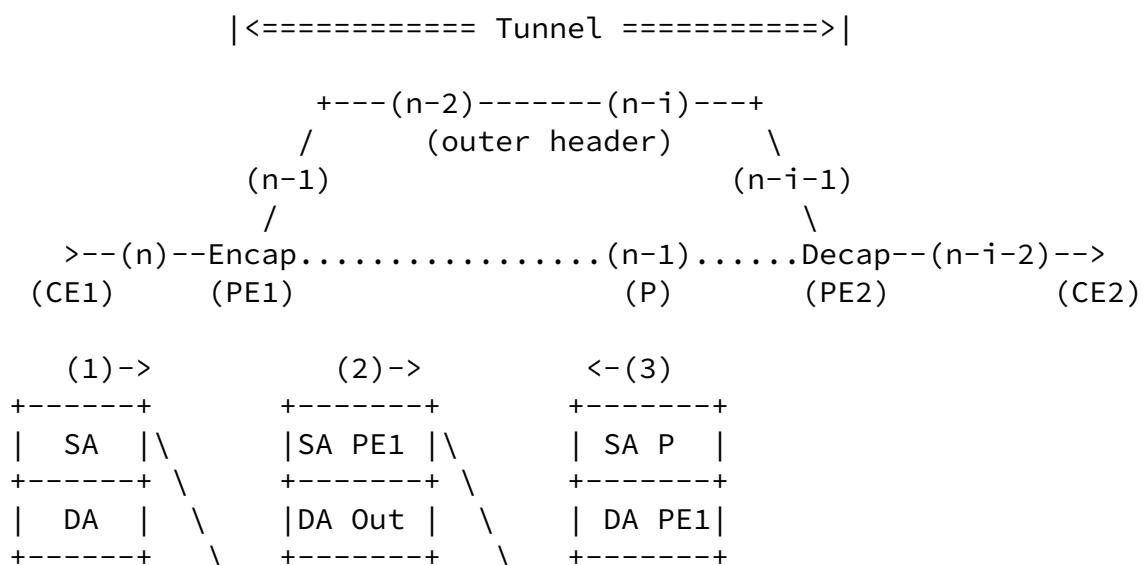 |<============ Tunnel ===========>|
+---(n-2)-------(n-i)---+
/ (outer header) \
(n-1) (n-i-1)
/ \
>--(n)--Encap.................(n-1)......Decap--(n-i-2)-->
(CE1) (PE1) (P) (PE2) (CE2)
(1)-> (2)-> <-(3)
+------+ +-------+ +-------+
| SA |\ |SA PE1 |\ | SA P |
+------+ \ +-------+ \ +-------+
| DA | \ |DA Out | \ | DA PE1|
+------+ \ +-------+ \ +-------+